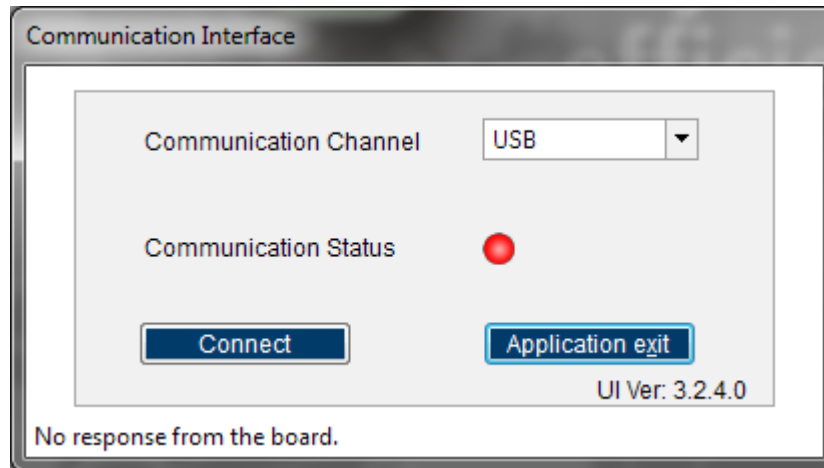 Communication Interface
Communication Channel USB
Communication Status
Connect Application exit
UI Ver: 3.2.4.0
No response from the board.